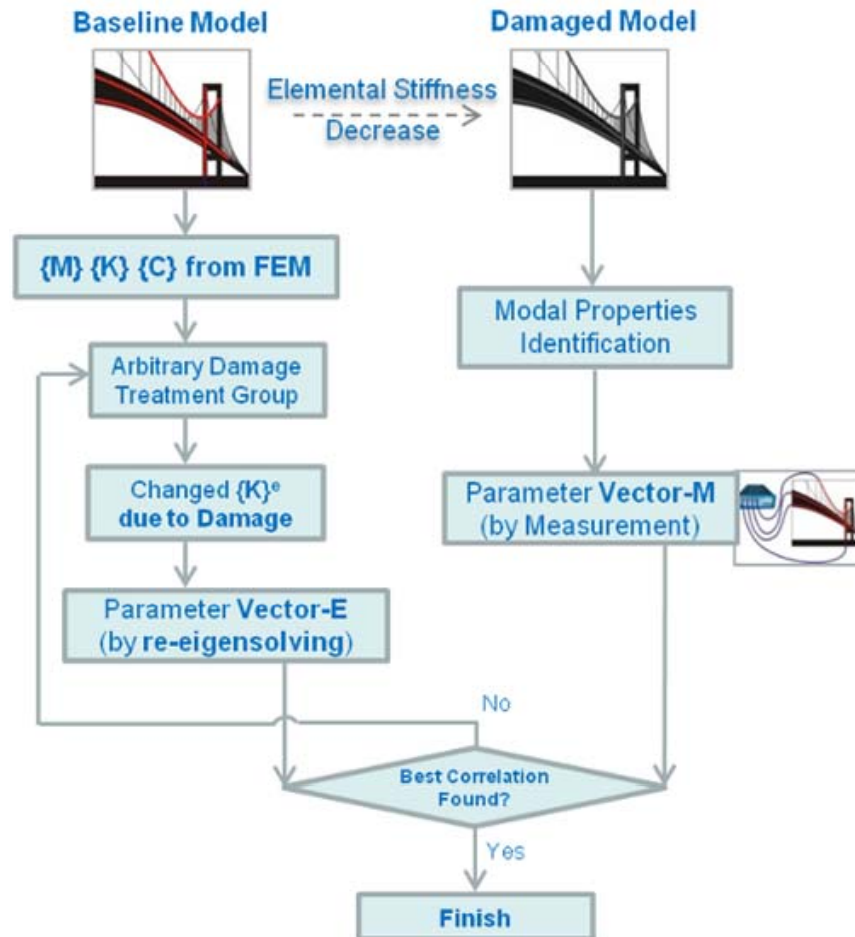 Baseline Model
Damaged Model
Elemental Stiffness
Decrease
{M} {K} {C} from FEM
Arbitrary Damage
Treatment Group
Changed {K}ᵉ
due to Damage
Parameter Vector-E
(by re-eigensolving)
Modal Properties
Identification
Parameter Vector-M
(by Measurement)
No
Best Correlation
Found?
Yes
Finish